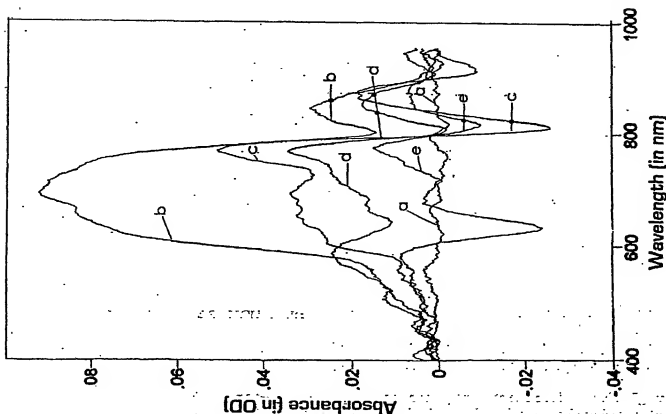 Absorbance (in OD)
.08
.06
.04
.02
0
-.02
-.04
400
600
800
1000
Wavelength (in nm)
b
c
d
e
a
b
d
a
e
c